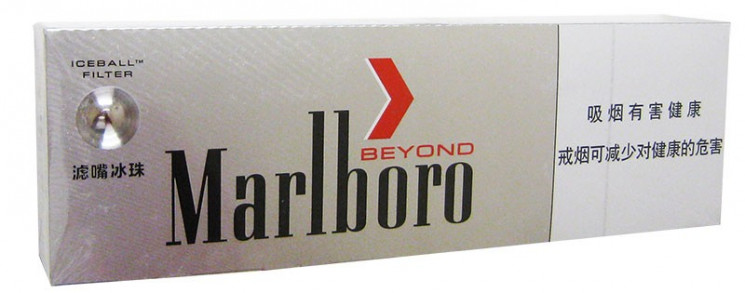 ICEBALL™
FILTER
滤嘴冰珠
BEYOND
Marlboro
吸烟有害健康
戒烟可减少对健康的危害